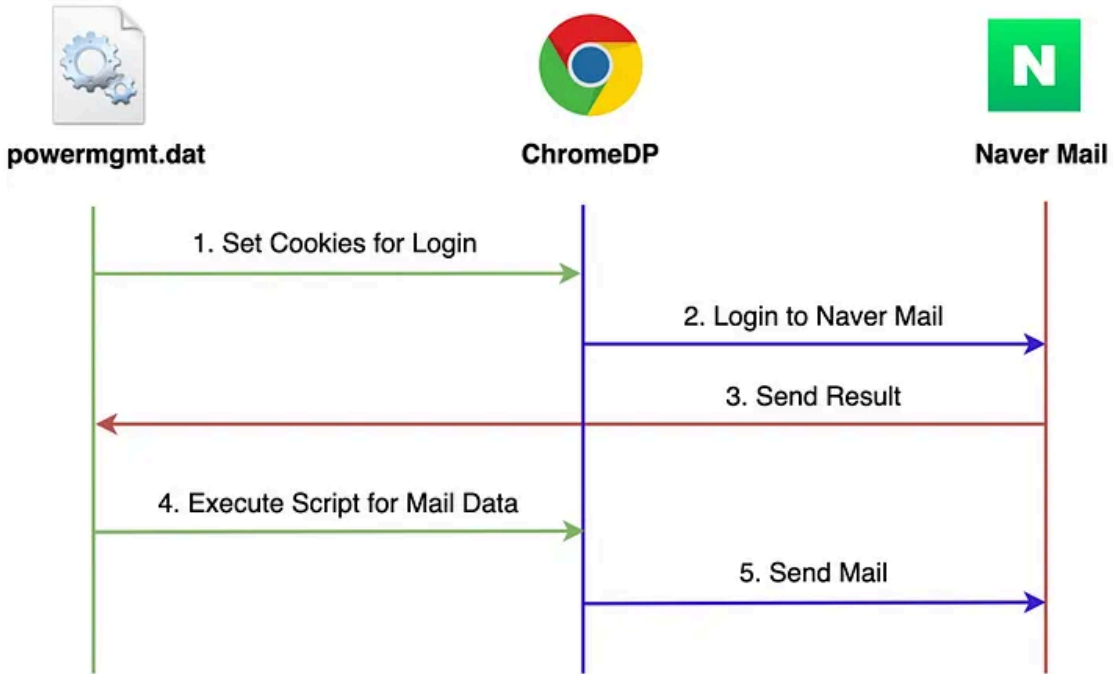 N
powermgmt.dat
ChromeDP
Naver Mail
1. Set Cookies for Login
2. Login to Naver Mail
3. Send Result
4. Execute Script for Mail Data
5. Send Mail